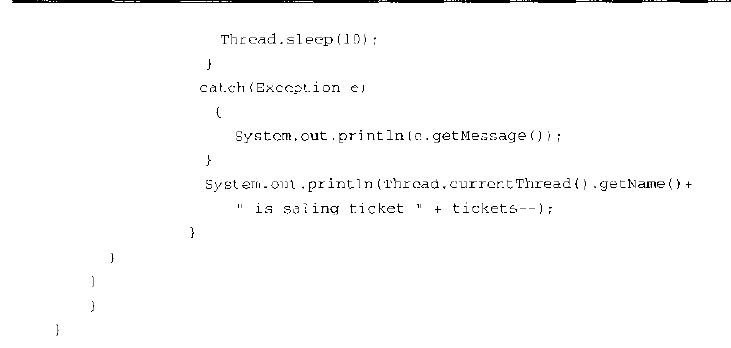 Thread.sleep(10);
}
catch(Exception e)
{
System.out.println(e.getMessage());
}
System.out.println(Thread.currentThread().getName()+
" is saling ticket " + tickets--);
}
}
}
}
}